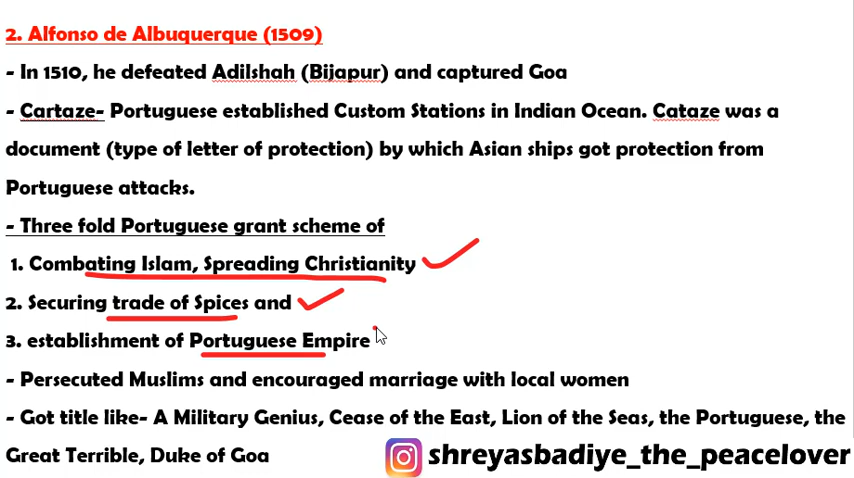 2. Alfonso de Albuquerque (1509)
- In 1510, he defeated Adilshah (Bijapur) and captured Goa
- Cartaze- Portuguese established Custom Stations in Indian Ocean. Cataze was a
document (type of letter of protection) by which Asian ships got protection from
Portuguese attacks.
- Three fold Portuguese grant scheme of
1. Combating Islam, Spreading Christianity
2. Securing trade of Spices and
3. establishment of Portuguese Empire
- Persecuted Muslims and encouraged marriage with local women
- Got title like- A Military Genius, Cease of the East, Lion of the Seas, the Portuguese, the
Great Terrible, Duke of Goa
shreyasbadiye_the_peacelover